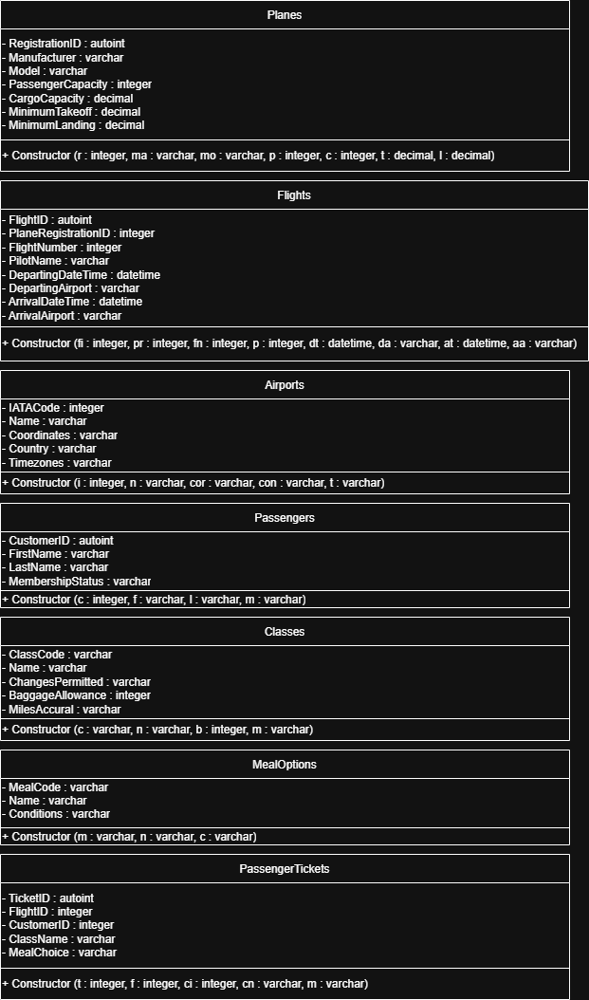 Planes
- RegistrationID : autoint
- Manufacturer : varchar
- Model : varchar
- PassengerCapacity : integer
- CargoCapacity : decimal
- MinimumTakeoff : decimal
- MinimumLanding : decimal
+ Constructor (r : integer, ma : varchar, mo : varchar, p : integer, c : integer, t : decimal, l : decimal)
Flights
- FlightID : autoint
- PlaneRegistrationID : integer
- FlightNumber : integer
- PilotName : varchar
- DepartingDateTime : datetime
- DepartingAirport : varchar
- ArrivalDateTime : datetime
- ArrivalAirport : varchar
+ Constructor (fi : integer, pr : integer, fn : integer, p : integer, dt : datetime, da : varchar, at : datetime, aa : varchar)
Airports
- IATACode : integer
- Name : varchar
- Coordinates : varchar
- Country : varchar
- Timezones : varchar
+ Constructor (i : integer, n : varchar, cor : varchar, con : varchar, t : varchar)
Passengers
- CustomerID : autoint
- FirstName : varchar
- LastName : varchar
- MembershipStatus : varchar
+ Constructor (c : integer, f : varchar, l : varchar, m : varchar)
Classes
- ClassCode : varchar
- Name : varchar
- ChangesPermitted : varchar
- BaggageAllowance : integer
- MilesAccural : varchar
+ Constructor (c : varchar, n : varchar, b : integer, m : varchar)
MealOptions
- MealCode : varchar
- Name : varchar
- Conditions : varchar
+ Constructor (m : varchar, n : varchar, c : varchar)
PassengerTickets
- TicketID : autoint
- FlightID : integer
- CustomerID : integer
- ClassName : varchar
- MealChoice : varchar
+ Constructor (t : integer, f : integer, ci : integer, cn : varchar, m : varchar)